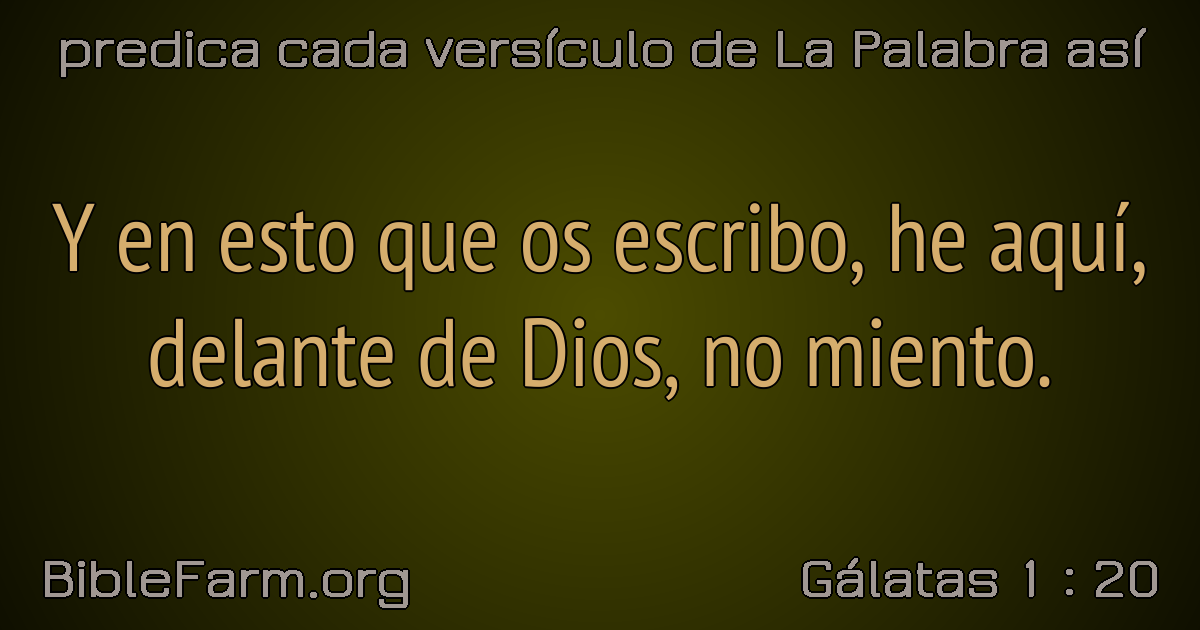 predica cada versículo de La Palabra así
Y en esto que os escribo, he aquí,
delante de Dios, no miento.
BibleFarm.org
Gálatas 1 : 20